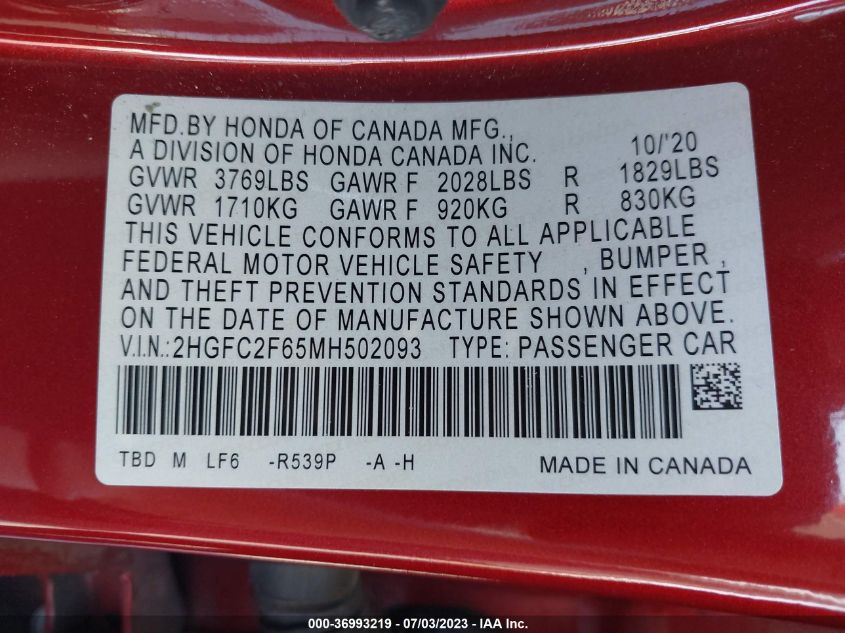 MFD.BY HONDA OF CANADA MFG.,
A DIVISION OF HONDA CANADA INC. 10/'20
GVWR 3769LBS GAWR F 2028LBS R 1829LBS
GVWR 1710KG GAWR F 920KG R 830KG
THIS VEHICLE CONFORMS TO ALL APPLICABLE
FEDERAL MOTOR VEHICLE SAFETY , BUMPER ,
AND THEFT PREVENTION STANDARDS IN EFFECT
ON THE DATE OF MANUFACTURE SHOWN ABOVE.
V.I.N.:2HGFC2F65MH502093 TYPE: PASSENGER CAR
TBD M LF6 -R539P -A -H MADE IN CANADA
000-36993219 - 07/03/2023 - IAA Inc.